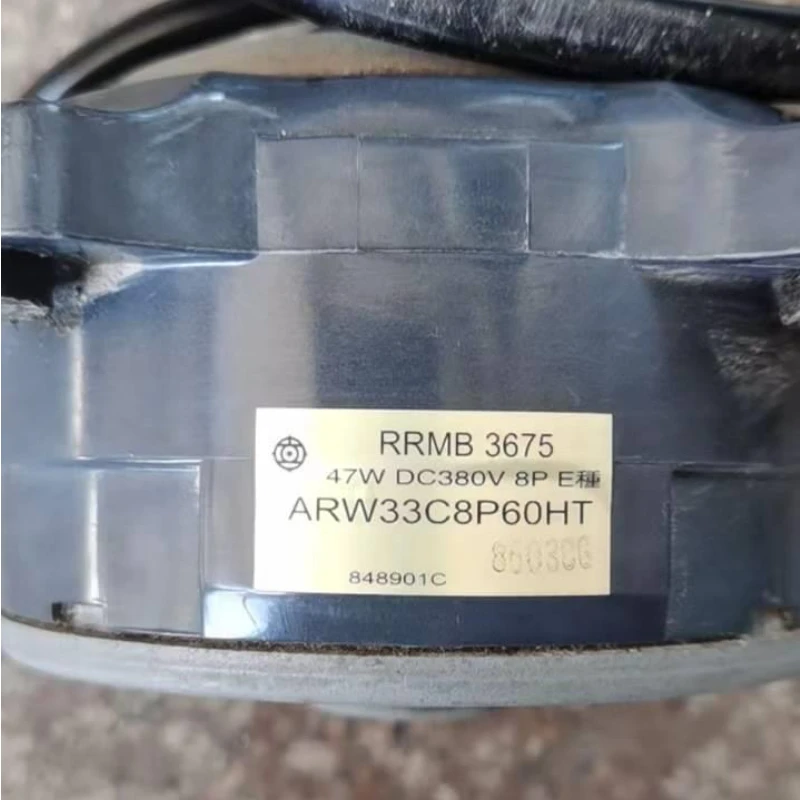 RRMB 3675
47W DC380V 8P E種
ARW33C8P60HT
848901C